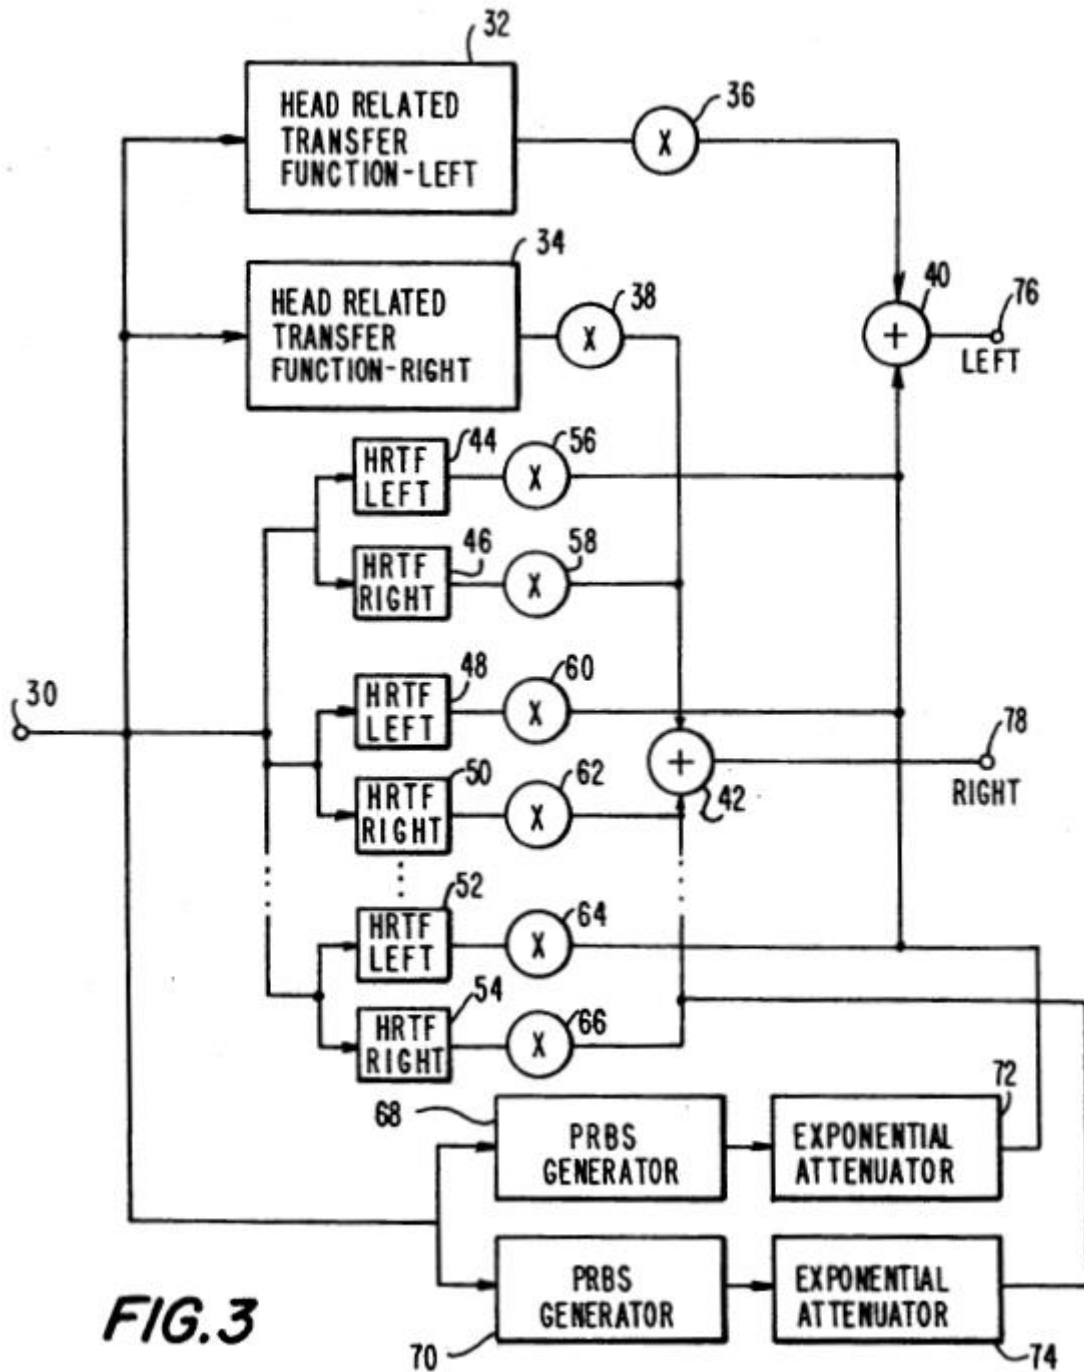 32
HEAD RELATED
TRANSFER
FUNCTION-LEFT
36
X
34
HEAD RELATED
TRANSFER
FUNCTION-RIGHT
38
X
40
+
76
LEFT
44
HRTF
LEFT
56
X
46
HRTF
RIGHT
58
X
30
48
HRTF
LEFT
60
X
50
HRTF
RIGHT
62
X
+
42
78
RIGHT
52
HRTF
LEFT
64
X
54
HRTF
RIGHT
66
X
68
PRBS
GENERATOR
72
EXPONENTIAL
ATTENUATOR
PRBS
GENERATOR
70
EXPONENTIAL
ATTENUATOR
74
FIG.3